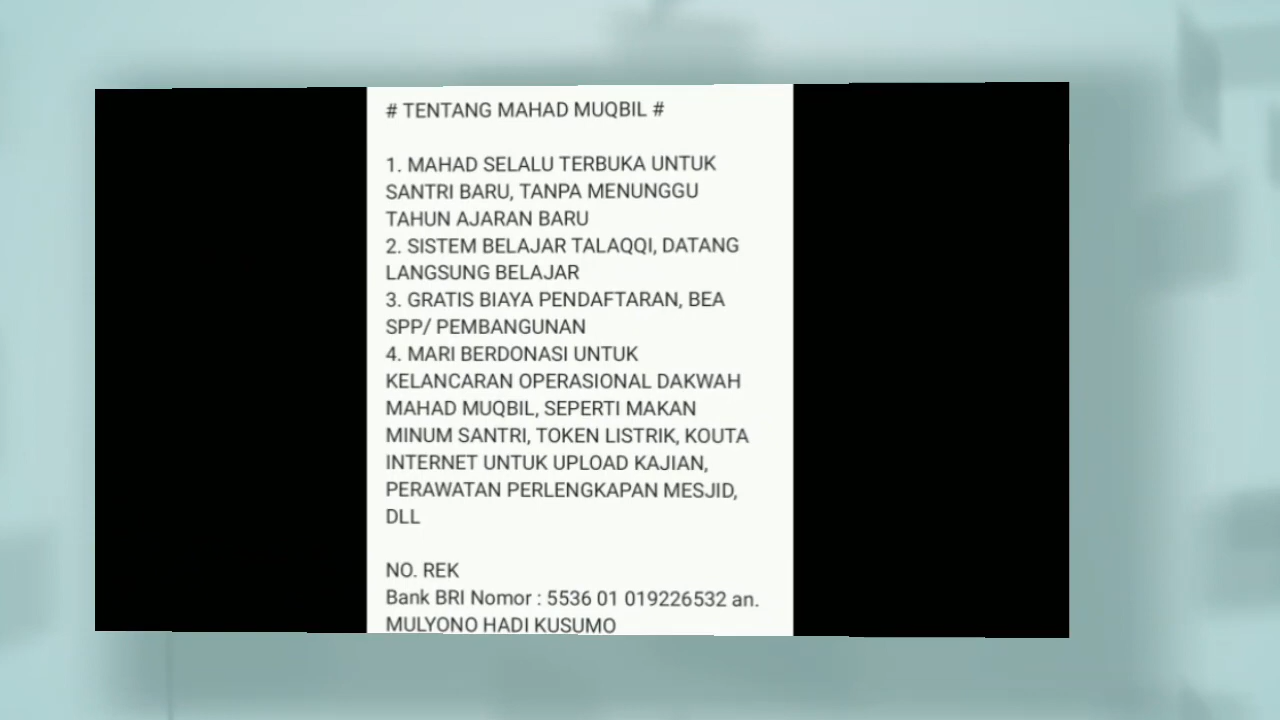 # TENTANG MAHAD MUQBIL #
1. MAHAD SELALU TERBUKA UNTUK
SANTRI BARU, TANPA MENUNGGU
TAHUN AJARAN BARU
2. SISTEM BELAJAR TALAQQI, DATANG
LANGSUNG BELAJAR
3. GRATIS BIAYA PENDAFTARAN, BEA
SPP/ PEMBANGUNAN
4. MARI BERDONASI UNTUK
KELANCARAN OPERASIONAL DAKWAH
MAHAD MUQBIL, SEPERTI MAKAN
MINUM SANTRI, TOKEN LISTRIK, KOUTA
INTERNET UNTUK UPLOAD KAJIAN,
PERAWATAN PERLENGKAPAN MESJID,
DLL
NO. REK
Bank BRI Nomor : 5536 01 019226532 an.
MULYONO HADI KUSUMO